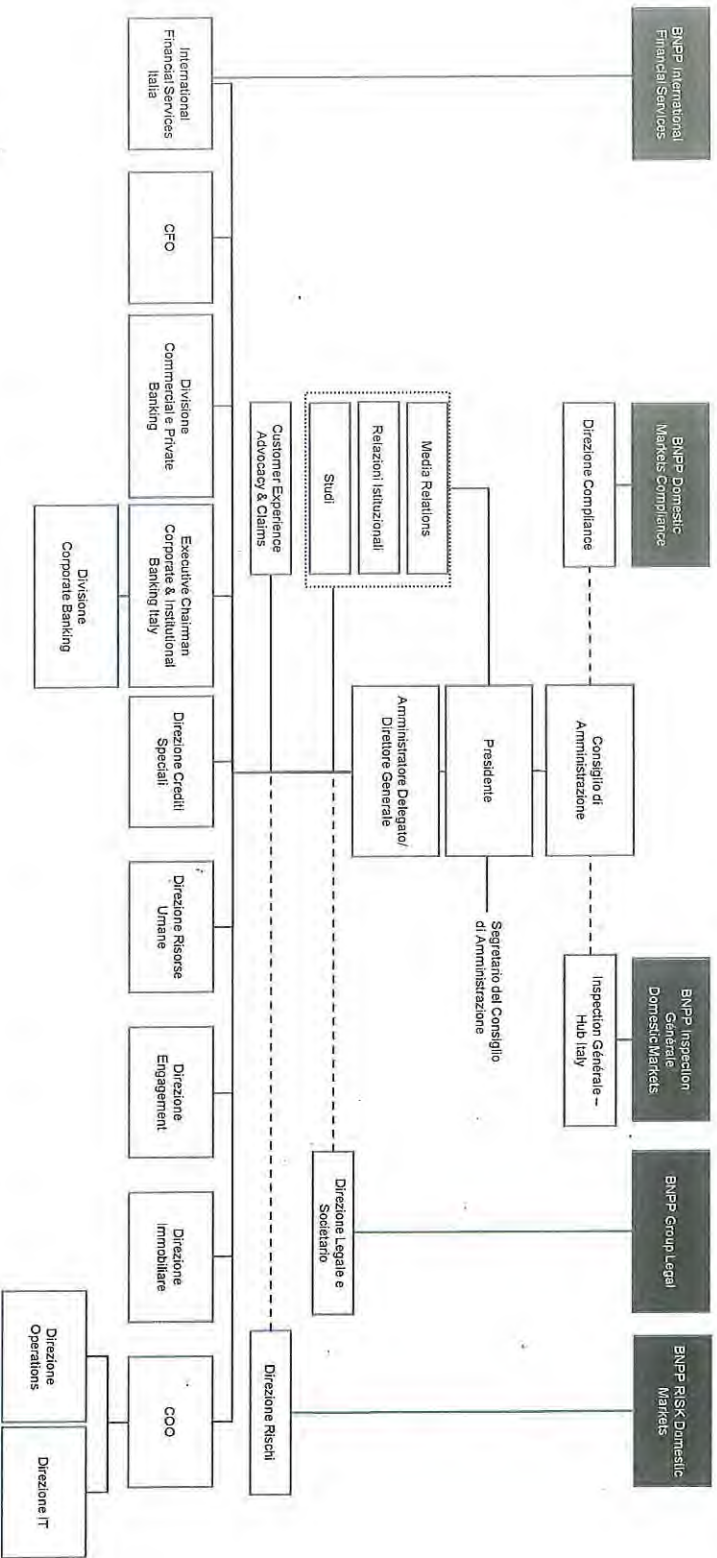 BNPP International
Financial Services
BNPP Domestic
Markets Compliance
BNPP Inspection
Générale
Domestic Markets
BNPP Group Legal
BNPP RISK Domestic
Markets
Direzione Compliance
Consiglio di
Amministrazione
Inspection Générale –
Hub Italy
Presidente
Segretario del Consiglio
di Amministrazione
Media Relations
Relazioni Istituzionali
Studi
Amministratore Delegato/
Direttore Generale
Direzione Legale e
Societario
Customer Experience
Advocacy & Claims
Direzione Rischi
International
Financial Services
Italia
CFO
Divisione
Commercial e Private
Banking
Executive Chairman
Corporate & Institutional
Banking Italy
Direzione Crediti
Speciali
Direzione Risorse
Umane
Direzione
Engagement
Direzione
Immobiliare
COO
Divisione
Corporate Banking
Direzione
Operations
Direzione IT